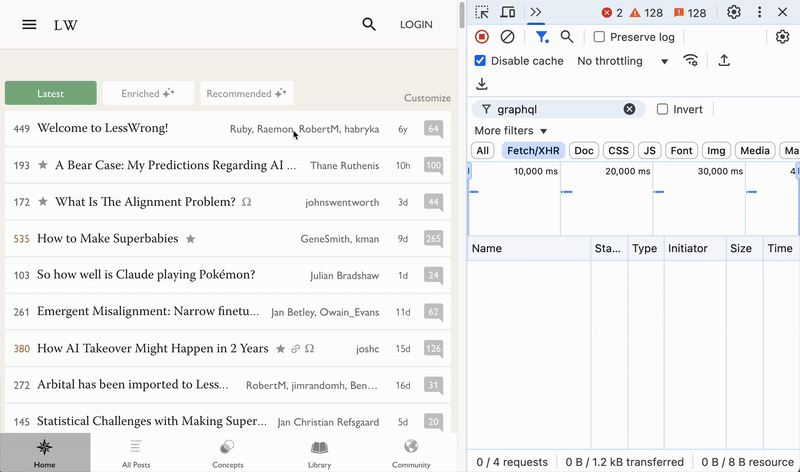 LW
LOGIN
Latest
Enriched
Recommended
Customize
449 Welcome to LessWrong! Ruby, Raemon, RobertM, habryka 6y 64
193 A Bear Case: My Predictions Regarding AI ... Thane Ruthenis 10h 100
172 What Is The Alignment Problem? Ω johnswentworth 3d 44
535 How to Make Superbabies GeneSmith, kman 9d 265
103 So how well is Claude playing Pokémon? Julian Bradshaw 1d 24
261 Emergent Misalignment: Narrow finetu... Jan Betley, Owain_Evans 11d 62
380 How AI Takeover Might Happen in 2 Years Ω joshc 15d 126
272 Arbital has been imported to Less... RobertM, jimrandomh, Ben... 16d 31
145 Statistical Challenges with Making Super... Jan Christian Refsgaard 5d 20
Home
All Posts
Concepts
Library
Community
2 128 128
Preserve log
Disable cache No throttling
graphql Invert
More filters
All Fetch/XHR Doc CSS JS Font Img Media Ma
10,000 ms 20,000 ms 30,000 ms 4
Name Sta... Type Initiator Size Time
0 / 4 requests 0 B / 1.2 kB transferred 0 B / 8 B resource